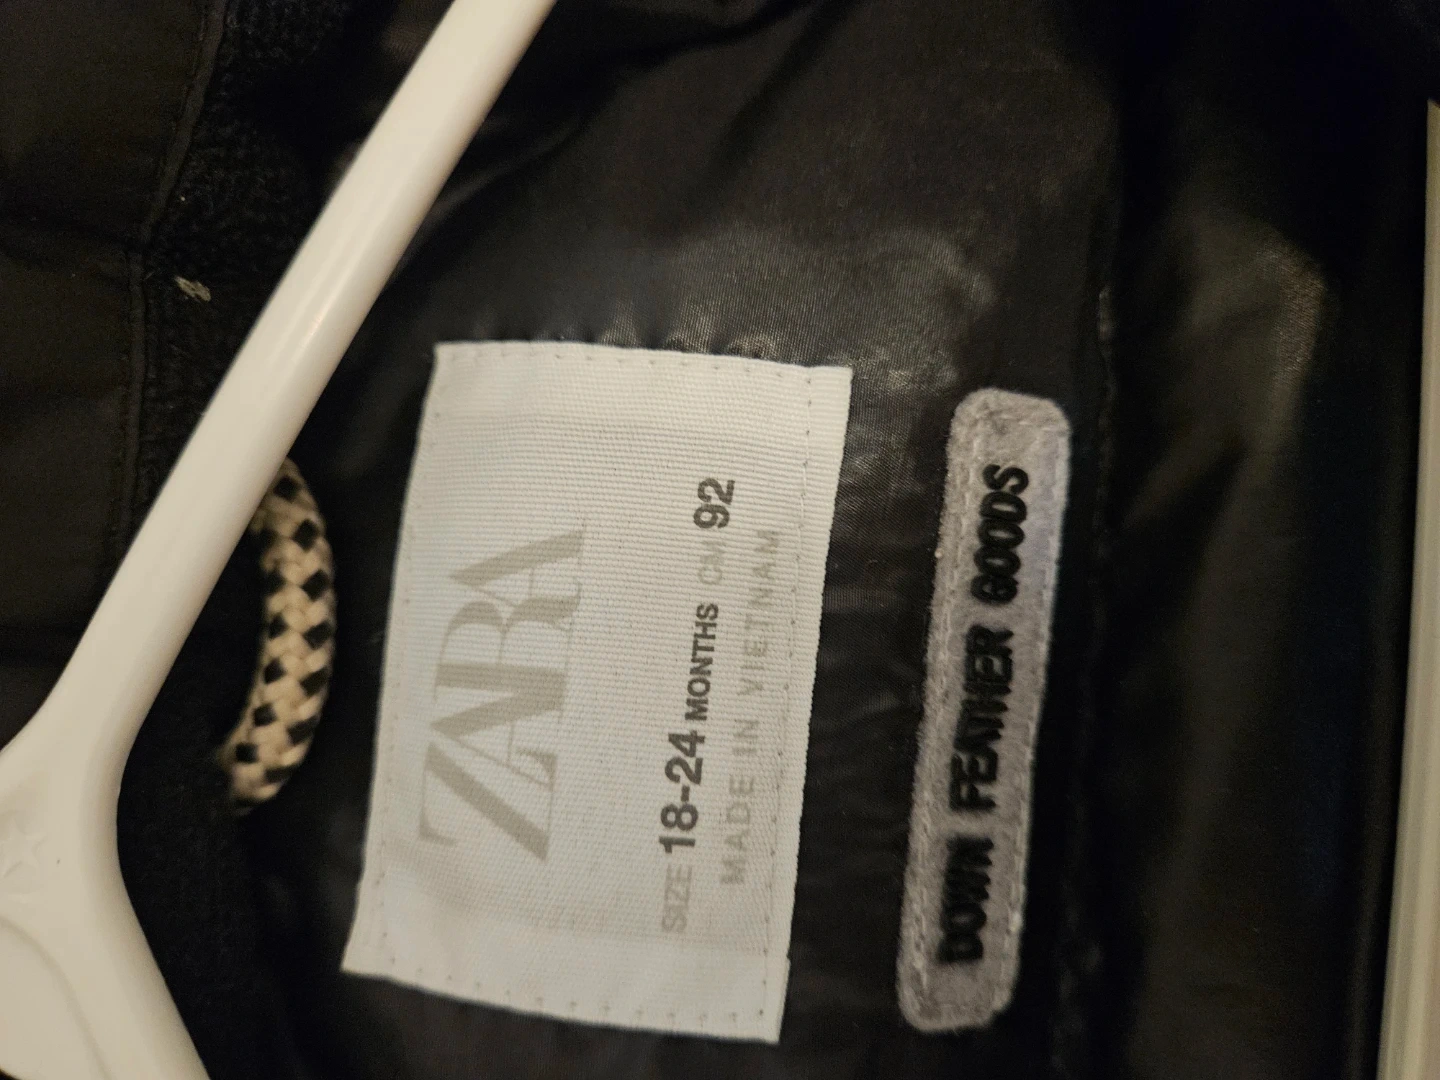 ZARA
SIZE 18-24 MONTHS CM 92
MADE IN VIETNAM
DOWN FEATHER GOODS